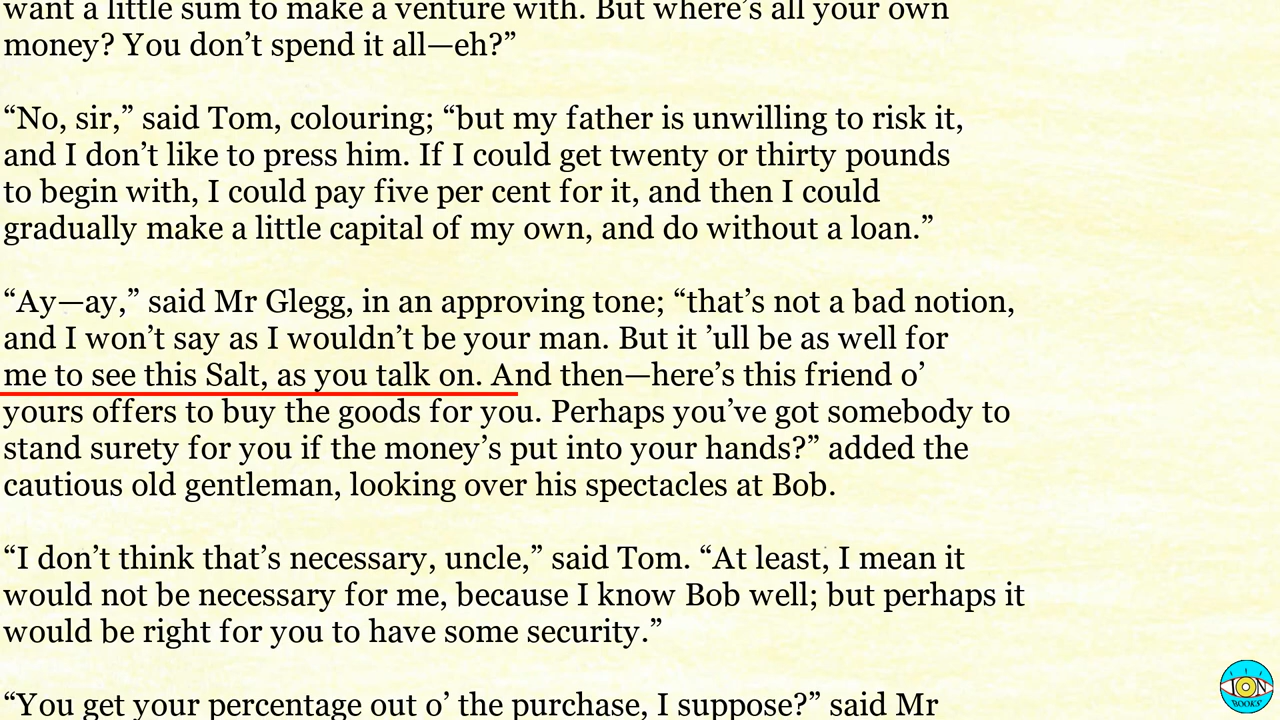 want a little sum to make a venture with. But where’s all your own
money? You don’t spend it all—eh?”
“No, sir,” said Tom, colouring; “but my father is unwilling to risk it,
and I don’t like to press him. If I could get twenty or thirty pounds
to begin with, I could pay five per cent for it, and then I could
gradually make a little capital of my own, and do without a loan.”
“Ay—ay,” said Mr Glegg, in an approving tone; “that’s not a bad notion,
and I won’t say as I wouldn’t be your man. But it ’ull be as well for
me to see this Salt, as you talk on. And then—here’s this friend o’
yours offers to buy the goods for you. Perhaps you’ve got somebody to
stand surety for you if the money’s put into your hands?” added the
cautious old gentleman, looking over his spectacles at Bob.
“I don’t think that’s necessary, uncle,” said Tom. “At least, I mean it
would not be necessary for me, because I know Bob well; but perhaps it
would be right for you to have some security.”
“You get your percentage out o’ the purchase, I suppose?” said Mr
ION
BOOKS